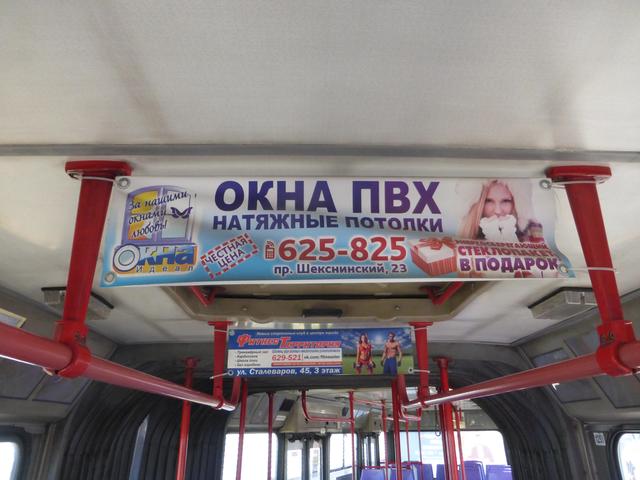 За нашими
окнами
любовь!
ОКНА
Идеал
ОКНА ПВХ
НАТЯЖНЫЕ ПОТОЛКИ
ЧЕСТНАЯ
ЦЕНА
625-825
пр. Шекснинский, 23
ЭНЕРГОСБЕРЕГАЮЩИЙ
СТЕКЛОПАКЕТ
В ПОДАРОК
Фитнес Территория
629-521
ул. Сталеваров, 45, 3 этаж